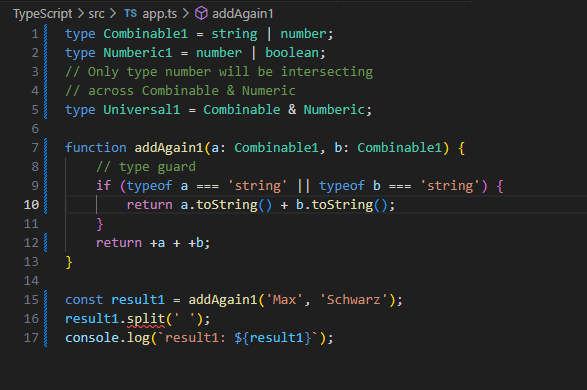 TypeScript > src > TS app.ts > addAgain1
1 type Combinable1 = string | number;
2 type Numberic1 = number | boolean;
3 // Only type number will be intersecting
4 // across Combinable & Numeric
5 type Universal1 = Combinable & Numberic;
6
7 function addAgain1(a: Combinable1, b: Combinable1) {
8     // type guard
9     if (typeof a === 'string' || typeof b === 'string') {
10         return a.toString() + b.toString();
11     }
12     return +a + +b;
13 }
14
15 const result1 = addAgain1('Max', 'Schwarz');
16 result1.split(' ');
17 console.log(`result1: ${result1}`);